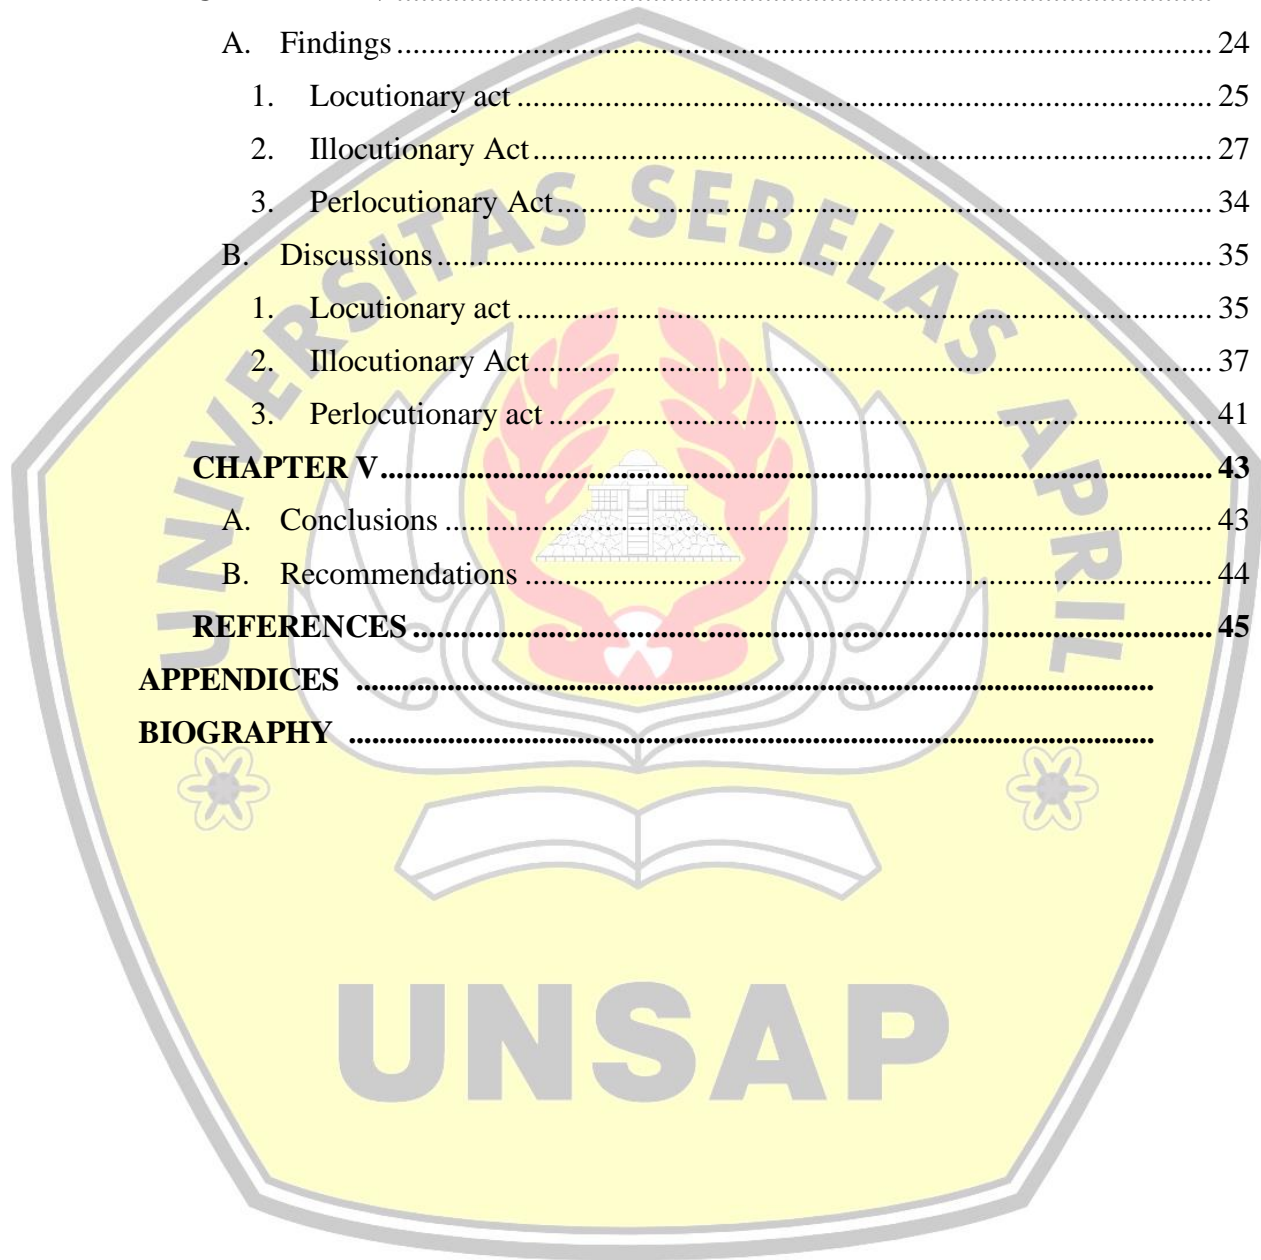 A. Findings ........................................................................................................ 24
1. Locutionary act ........................................................................................ 25
2. Illocutionary Act ...................................................................................... 27
3. Perlocutionary Act ................................................................................... 34
B. Discussions ................................................................................................... 35
1. Locutionary act ........................................................................................ 35
2. Illocutionary Act ...................................................................................... 37
3. Perlocutionary act .................................................................................... 41
CHAPTER V ......................................................................................................... 43
A. Conclusions .................................................................................................. 43
B. Recommendations ........................................................................................ 44
REFERENCES ...................................................................................................... 45
APPENDICES ......................................................................................................
BIOGRAPHY .......................................................................................................
UNIVERSITAS SEBELAS APRIL
UNSAP